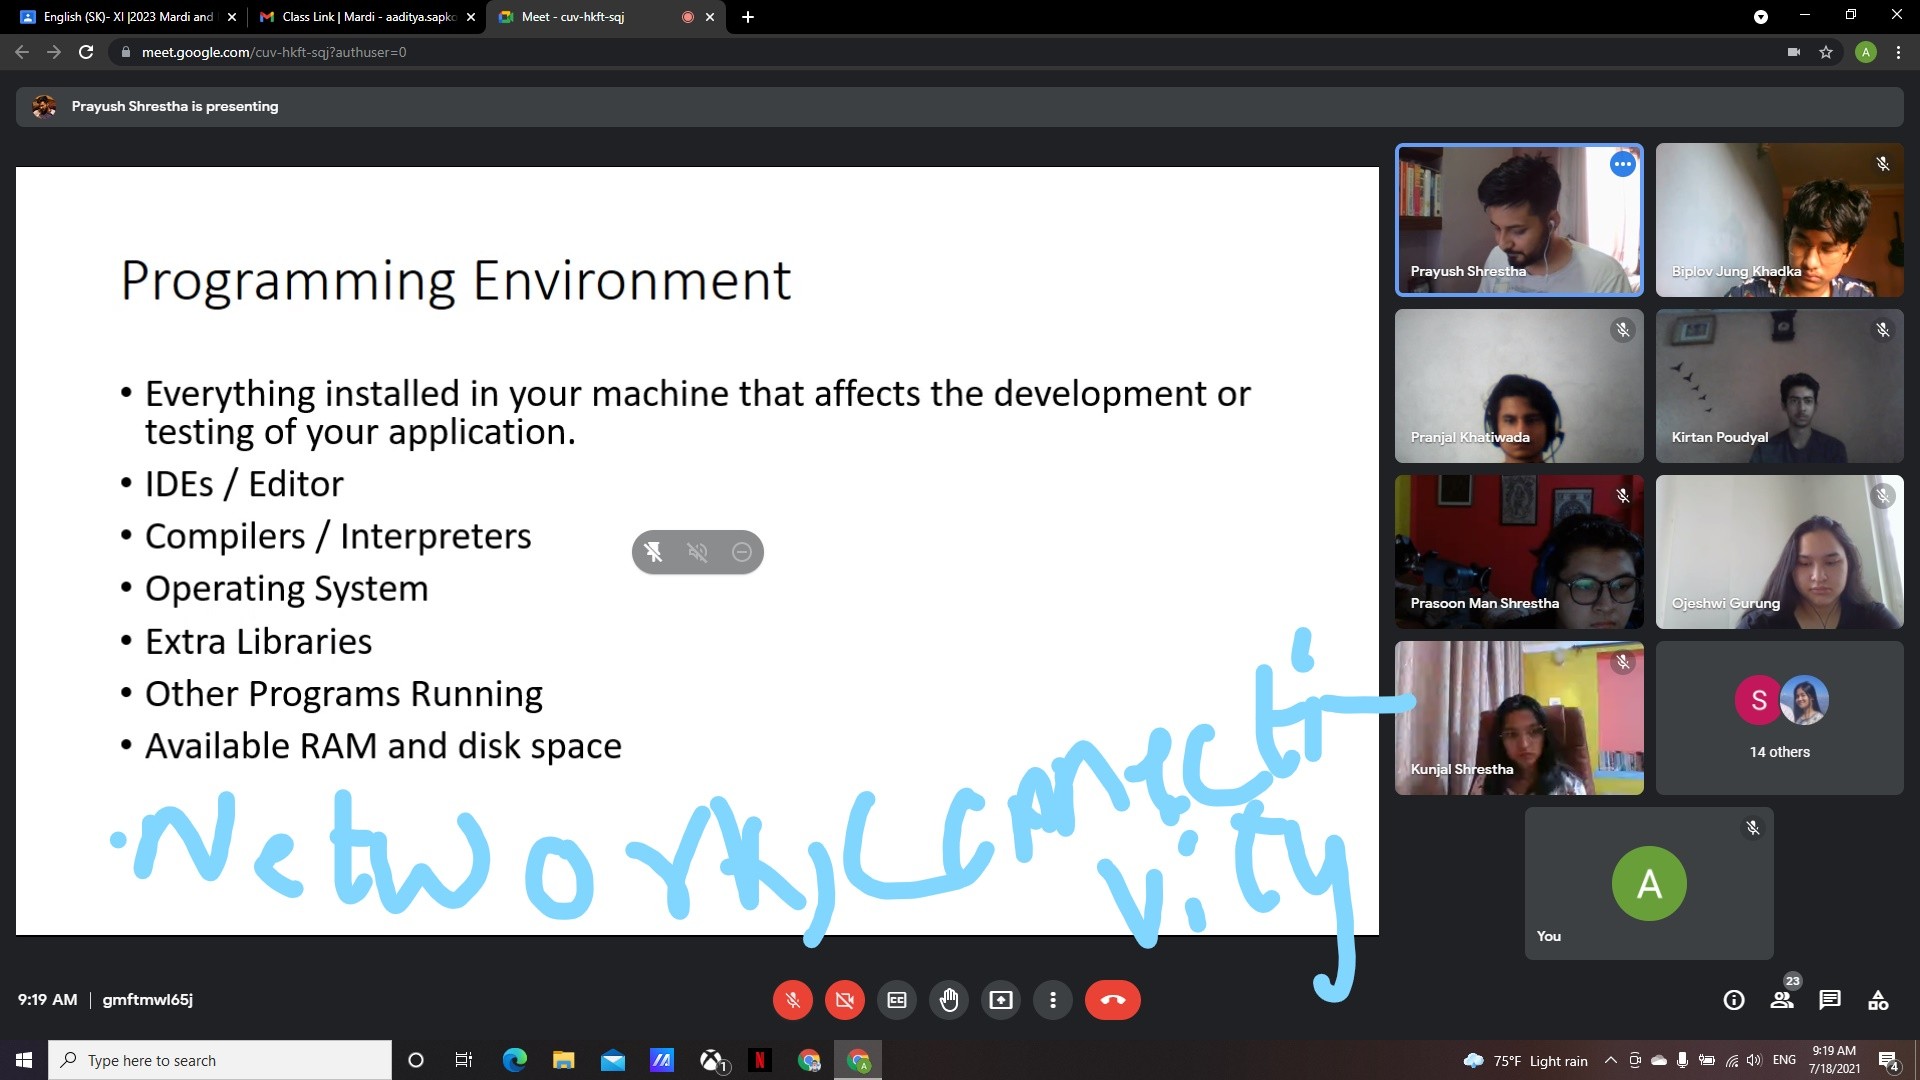 English (SK)- XI |2023 Mardi and
Class Link | Mardi - aaditya.sapko
Meet - cuv-hkft-sqj
meet.google.com/cuv-hkft-sqj?authuser=0
A
Prayush Shrestha is presenting
Programming Environment
• Everything installed in your machine that affects the development or
testing of your application.
• IDEs / Editor
• Compilers / Interpreters
• Operating System
• Extra Libraries
• Other Programs Running
• Available RAM and disk space
• Network, Connecti-
vity
Prayush Shrestha
Biplov Jung Khadka
Pranjal Khatiwada
Kirtan Poudyal
Prasoon Man Shrestha
Ojeshwi Gurung
Kunjal Shrestha
S
14 others
A
You
9:19 AM | gmftmwl65j
CC
23
Type here to search
N
1
A
75°F Light rain
ENG
9:19 AM
7/18/2021
4